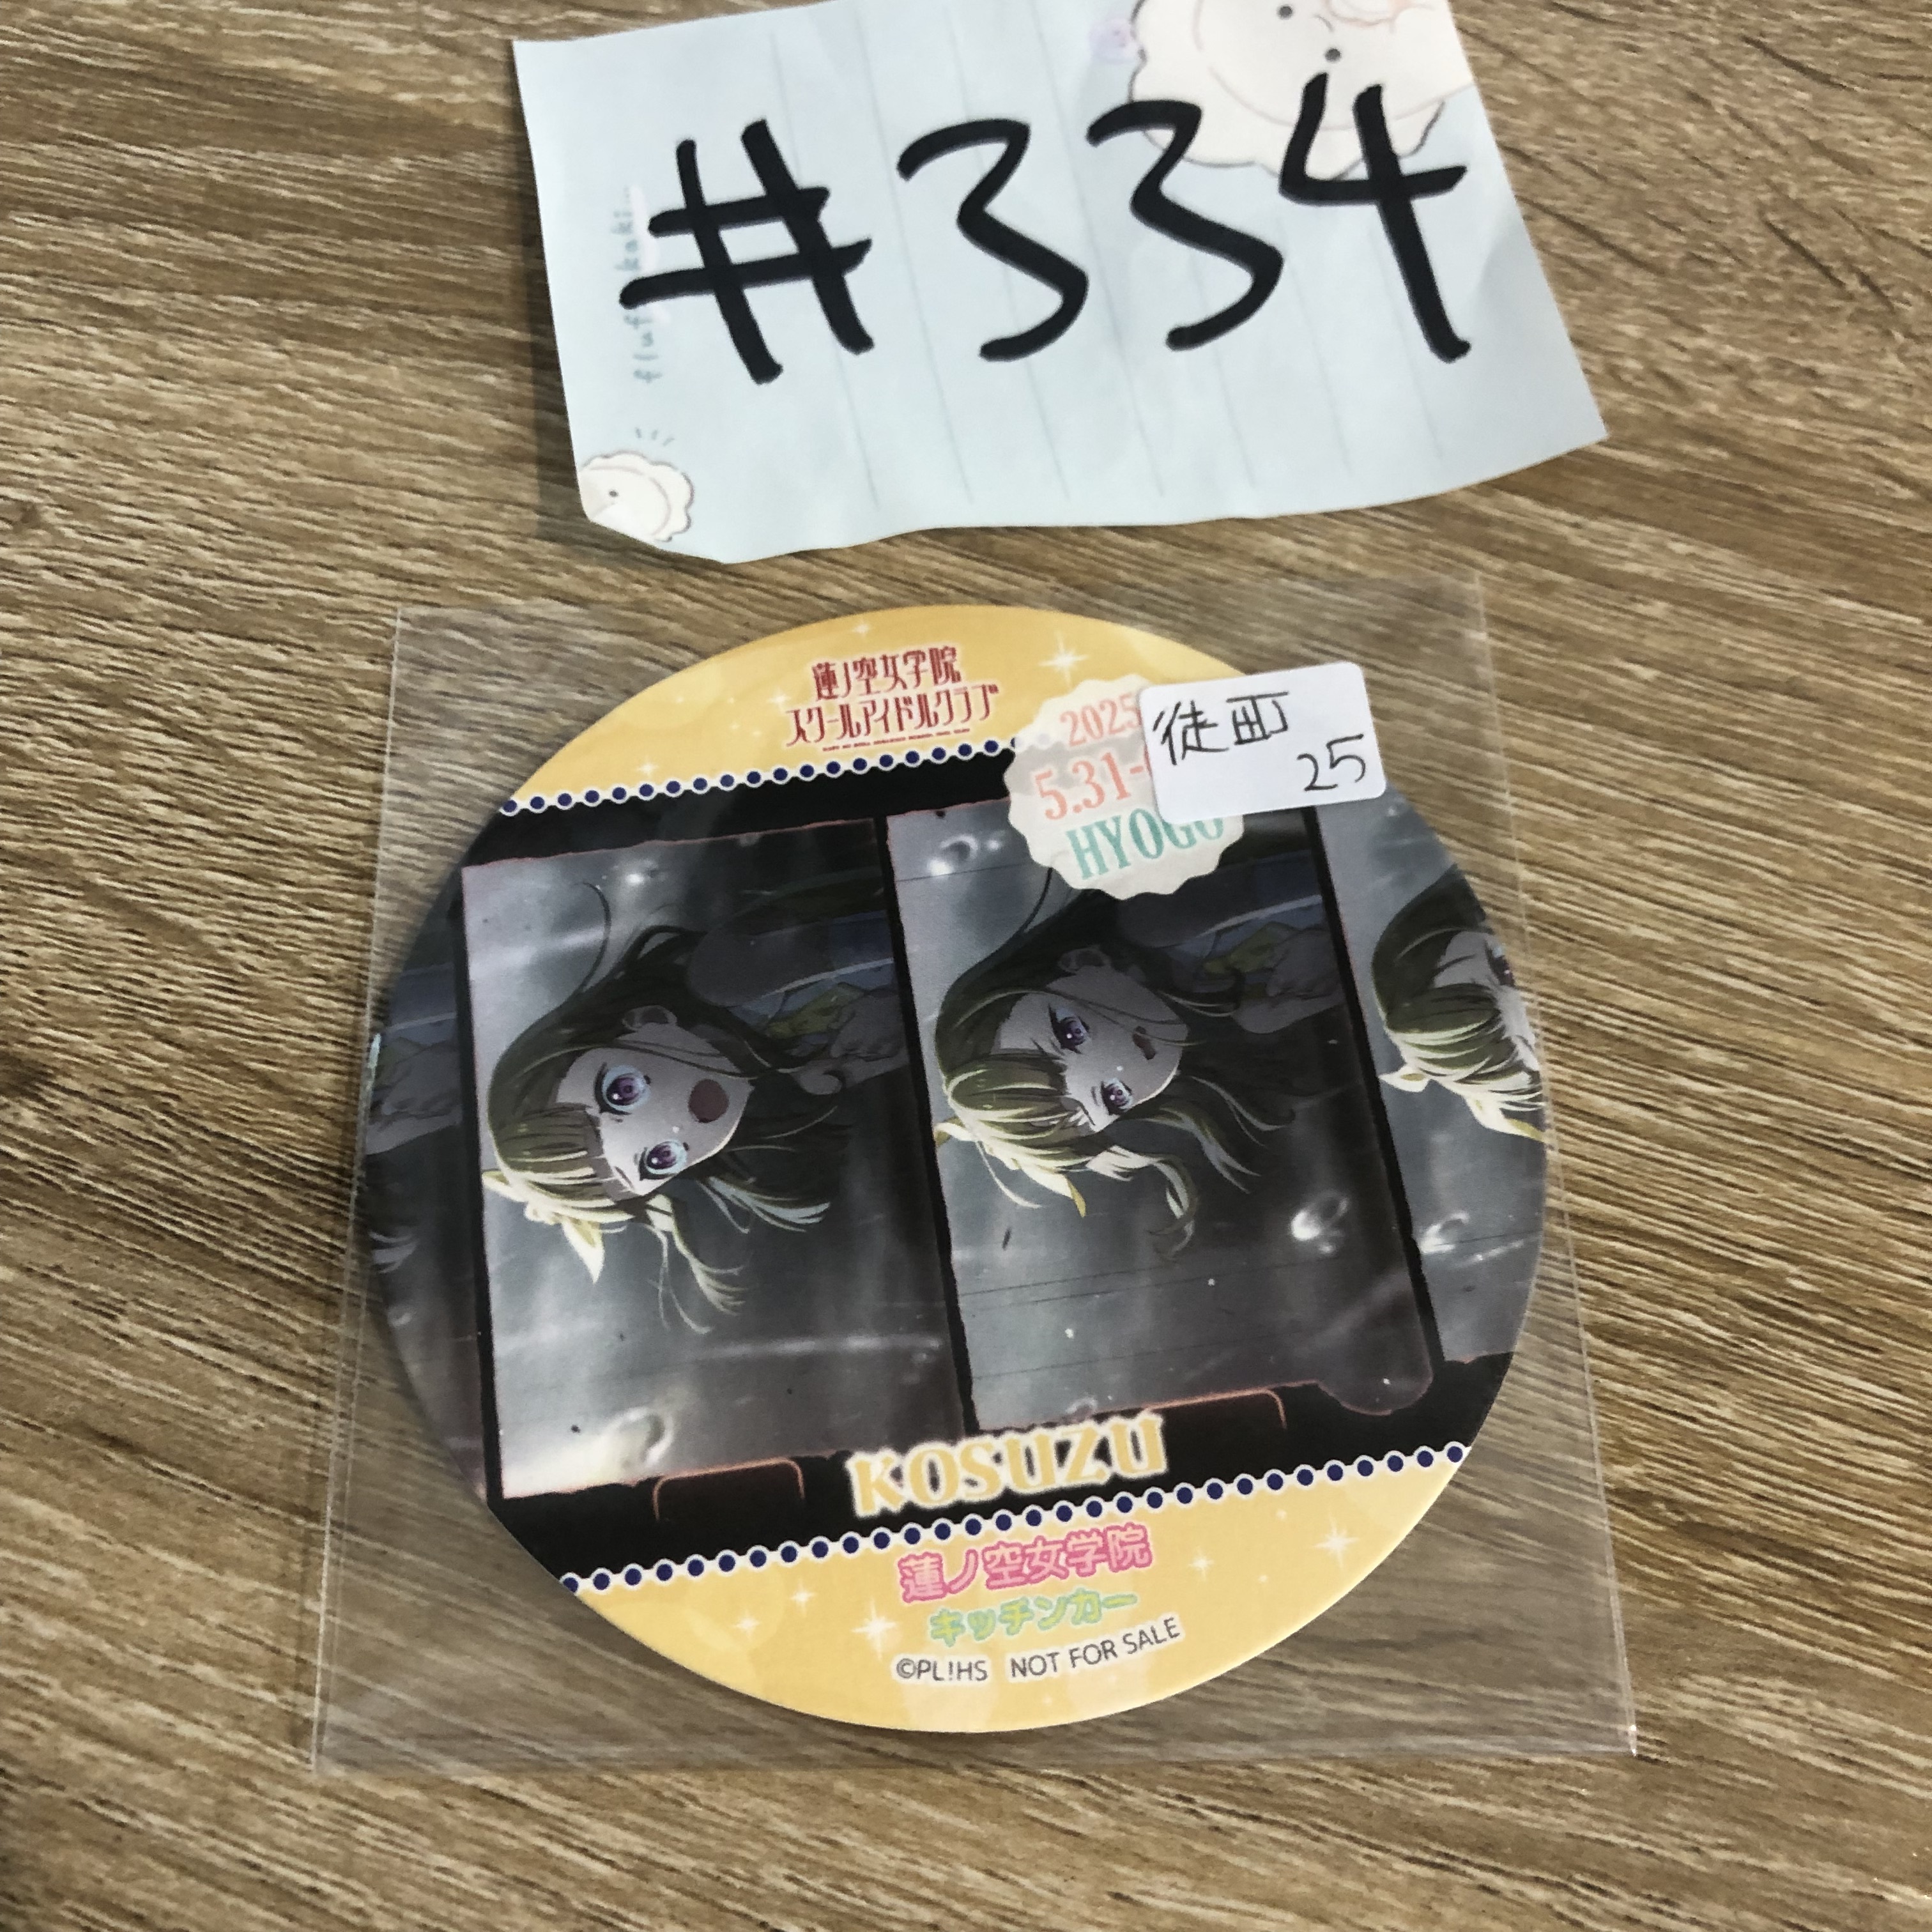 #334
fluf
kaki...
蓮ノ空女学院
スクールアイドルクラブ
2025
5.31-
HYOGO
徒町
25
KOSUZU
蓮ノ空女学院
キッチンカー
©PL!HS NOT FOR SALE